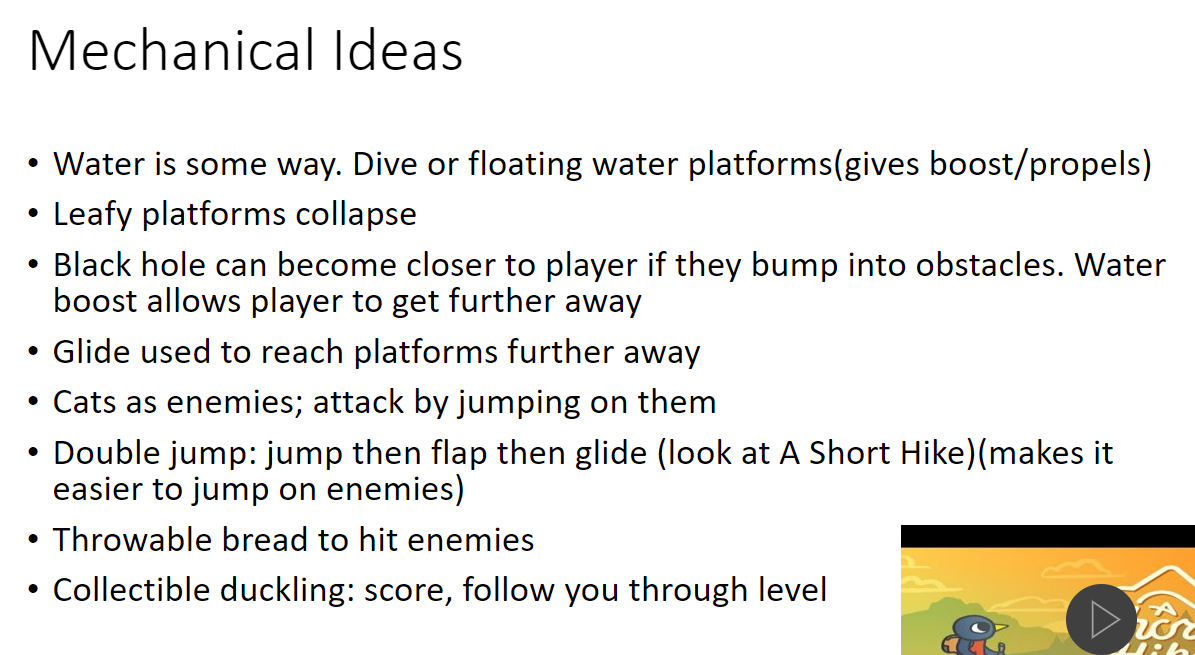 Mechanical Ideas
• Water is some way. Dive or floating water platforms(gives boost/propels)
• Leafy platforms collapse
• Black hole can become closer to player if they bump into obstacles. Water
boost allows player to get further away
• Glide used to reach platforms further away
• Cats as enemies; attack by jumping on them
• Double jump: jump then flap then glide (look at A Short Hike)(makes it
easier to jump on enemies)
• Throwable bread to hit enemies
• Collectible duckling: score, follow you through level
A